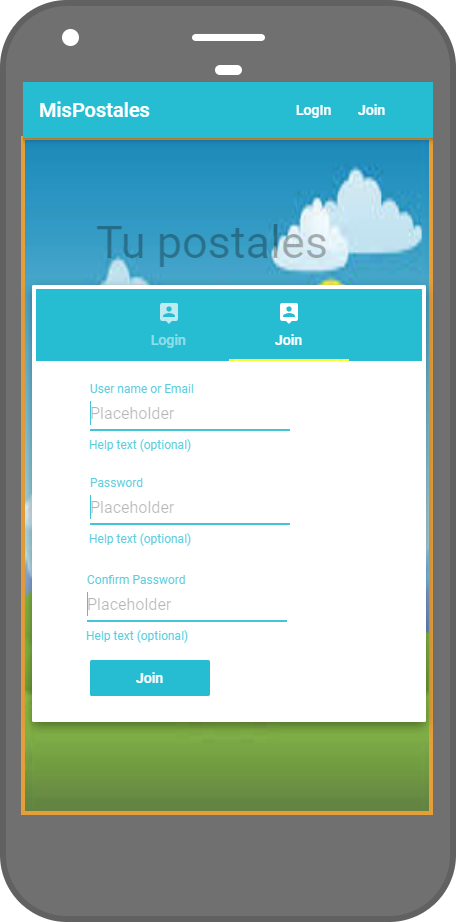 MisPostales LogIn Join
Tu postales
Login Join
User name or Email
Placeholder
Help text (optional)
Password
Placeholder
Help text (optional)
Confirm Password
Placeholder
Help text (optional)
Join